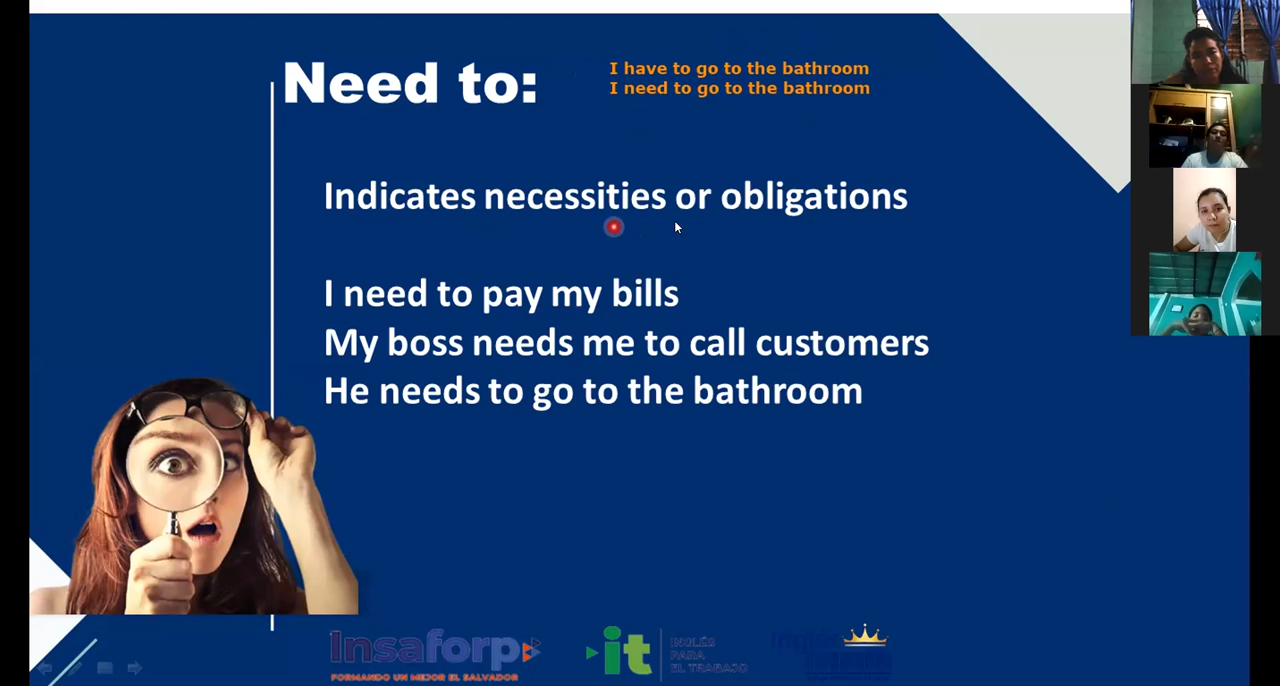 Need to:
I have to go to the bathroom
I need to go to the bathroom
Indicates necessities or obligations
I need to pay my bills
My boss needs me to call customers
He needs to go to the bathroom
Insaforp
FORMANDO UN MEJOR EL SALVADOR
it
INGLÉS
PARA
EL TRABAJO